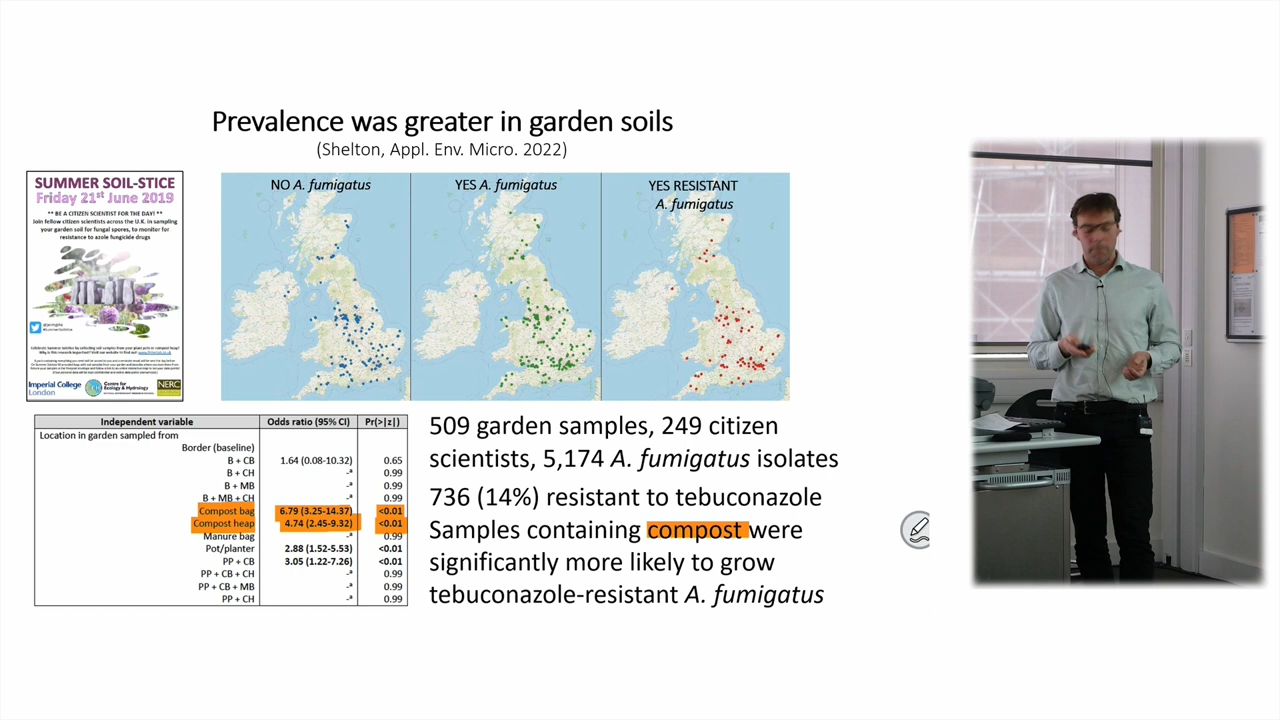 Prevalence was greater in garden soils
(Shelton, Appl. Env. Micro. 2022)
SUMMER SOIL-STICE
Friday 21st June 2019
** BE A CITIZEN SCIENTIST FOR THE DAY! **
Join fellow citizen scientists across the U.K. in sampling
your garden soil for fungal spores, to monitor for
resistance to azole fungicide drugs
Imperial College
London
Centre for
Ecology & Hydrology
NERC
NO A. fumigatus
YES A. fumigatus
YES RESISTANT
A. fumigatus
Independent variable Odds ratio (95% CI) Pr(>|z|)
Location in garden sampled from
Border (baseline)
B + CB 1.64 (0.08-10.32) 0.65
B + CH -ª 0.99
B + MB -ª 0.99
B + MB + CH -ª 0.99
Compost bag 6.79 (3.25-14.37) <0.01
Compost heap 4.74 (2.45-9.32) <0.01
Manure bag -ª 0.99
Pot/planter 2.88 (1.52-5.53) <0.01
PP + CB 3.05 (1.22-7.26) <0.01
PP + CB + CH -ª 0.99
PP + CB + MB -ª 0.99
PP + CH -ª 0.99
509 garden samples, 249 citizen
scientists, 5,174 A. fumigatus isolates
736 (14%) resistant to tebuconazole
Samples containing compost were
significantly more likely to grow
tebuconazole-resistant A. fumigatus